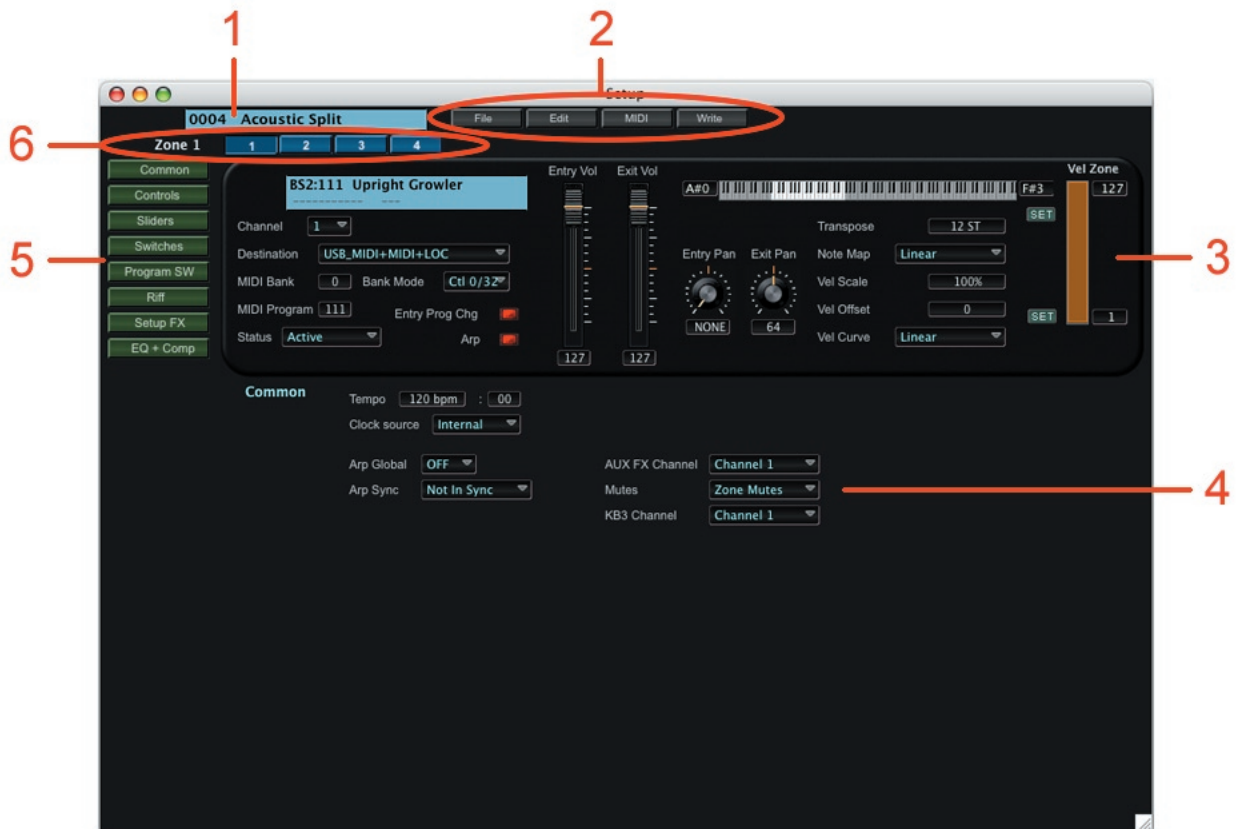 1
2
Setup
0004 Acoustic Split
File Edit MIDI Write
6
Zone 1 1 2 3 4
Common
Controls
Sliders
Switches
Program SW
Riff
Setup FX
EQ + Comp
5
BS2:111 Upright Growler
----------- ---
Channel 1
Destination USB_MIDI+MIDI+LOC
MIDI Bank 0 Bank Mode Ctl 0/32
MIDI Program 111 Entry Prog Chg
Status Active Arp
Entry Vol Exit Vol
127 127
A#0 F#3
Entry Pan Exit Pan
NONE 64
Transpose 12 ST
Note Map Linear
Vel Scale 100%
Vel Offset 0
Vel Curve Linear
Vel Zone
127
SET
SET
1
3
Common
Tempo 120 bpm : 00
Clock source Internal
Arp Global OFF
Arp Sync Not In Sync
AUX FX Channel Channel 1
Mutes Zone Mutes
KB3 Channel Channel 1
4